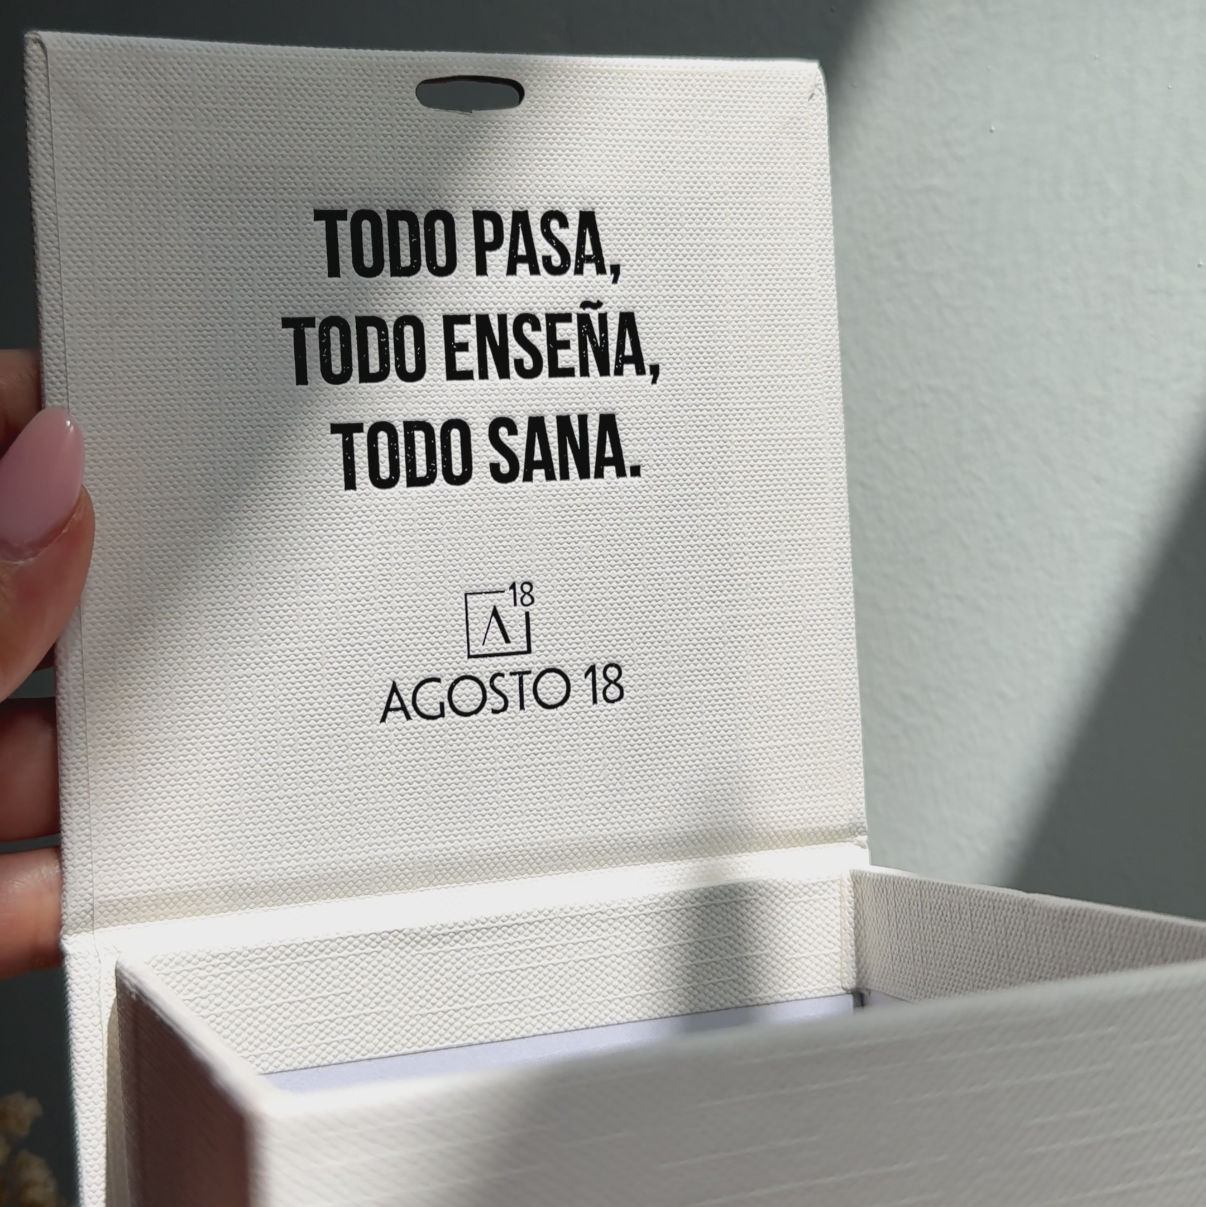 TODO PASA,
TODO ENSEÑA,
TODO SANA.
A 18
AGOSTO 18